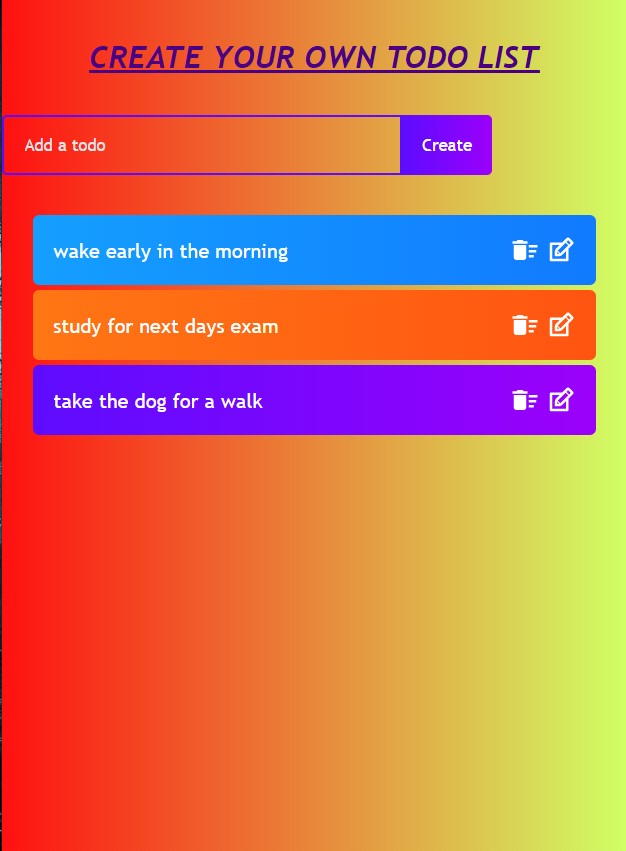 CREATE YOUR OWN TODO LIST
Add a todo
Create
wake early in the morning
study for next days exam
take the dog for a walk